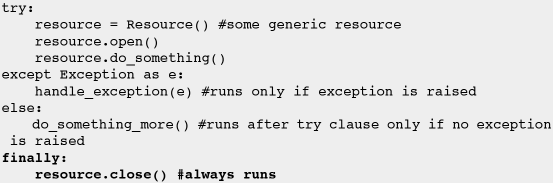 try:
    resource = Resource() #some generic resource
    resource.open()
    resource.do_something()
except Exception as e:
    handle_exception(e) #runs only if exception is raised
else:
    do_something_more() #runs after try clause only if no exception
 is raised
finally:
    resource.close() #always runs